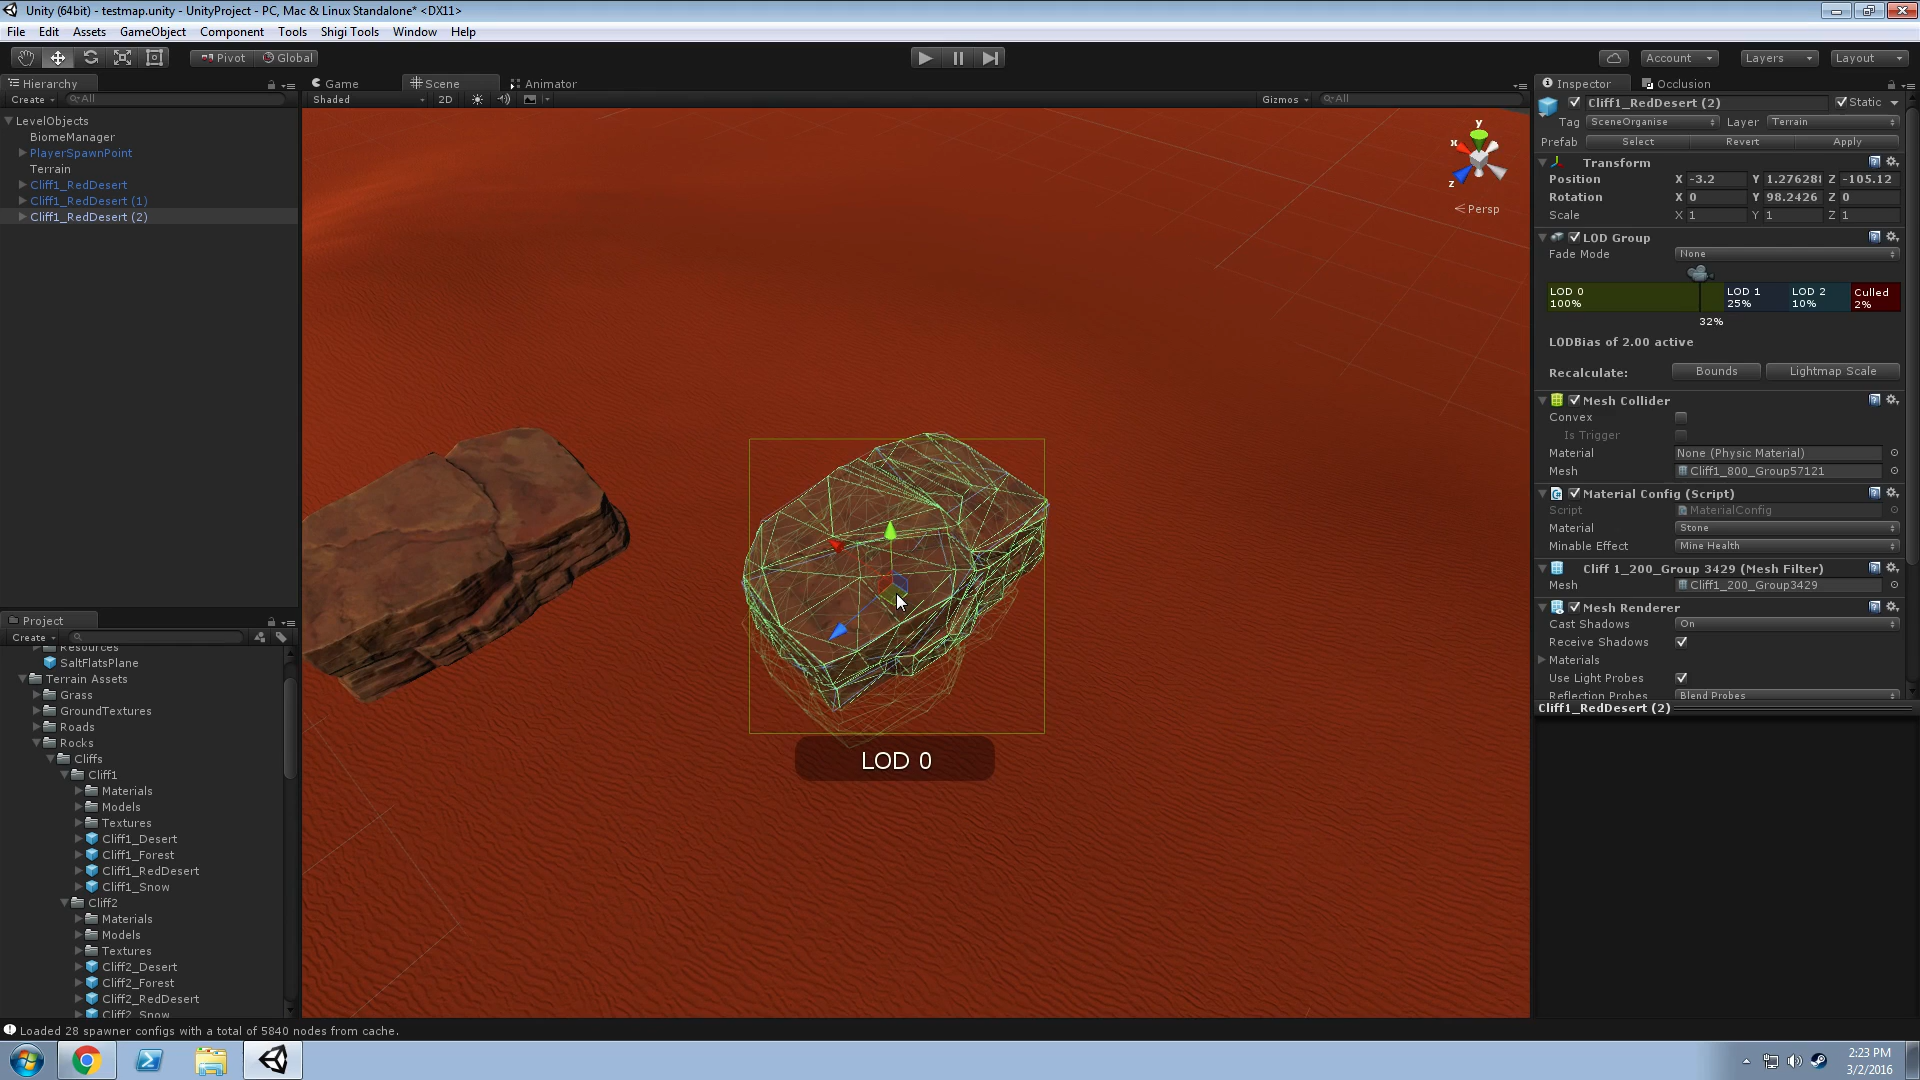 Unity (64bit) - testmap.unity - UnityProject - PC, Mac & Linux Standalone* <DX11>
File Edit Assets GameObject Component Tools Shigi Tools Window Help
Pivot Global Account Layers Layout
Hierarchy
Create All
LevelObjects
BiomeManager
PlayerSpawnPoint
Terrain
Cliff1_RedDesert
Cliff1_RedDesert (1)
Cliff1_RedDesert (2)
Project
Create
Resources
SaltFlatsPlane
Terrain Assets
Grass
GroundTextures
Roads
Rocks
Cliffs
Cliff1
Materials
Models
Textures
Cliff1_Desert
Cliff1_Forest
Cliff1_RedDesert
Cliff1_Snow
Cliff2
Materials
Models
Textures
Cliff2_Desert
Cliff2_Forest
Cliff2_RedDesert
Cliff2_Snow
Game Scene Animator
Shaded 2D Gizmos All
y
x
z
Persp
LOD 0
Inspector Occlusion
Cliff1_RedDesert (2) Static
Tag SceneOrganise Layer Terrain
Prefab Select Revert Apply
Transform
Position X -3.2 Y 1.27628 Z -105.12
Rotation X 0 Y 98.2426 Z 0
Scale X 1 Y 1 Z 1
LOD Group
Fade Mode None
LOD 0 LOD 1 LOD 2 Culled
100% 25% 10% 2%
32%
LODBias of 2.00 active
Recalculate: Bounds Lightmap Scale
Mesh Collider
Convex
Is Trigger
Material None (Physic Material)
Mesh Cliff1_800_Group57121
Material Config (Script)
Script MaterialConfig
Material Stone
Minable Effect Mine Health
Cliff 1_200_Group 3429 (Mesh Filter)
Mesh Cliff1_200_Group3429
Mesh Renderer
Cast Shadows On
Receive Shadows
Materials
Use Light Probes
Reflection Probes Blend Probes
Cliff1_RedDesert (2)
Loaded 28 spawner configs with a total of 5840 nodes from cache.
2:23 PM
3/2/2016